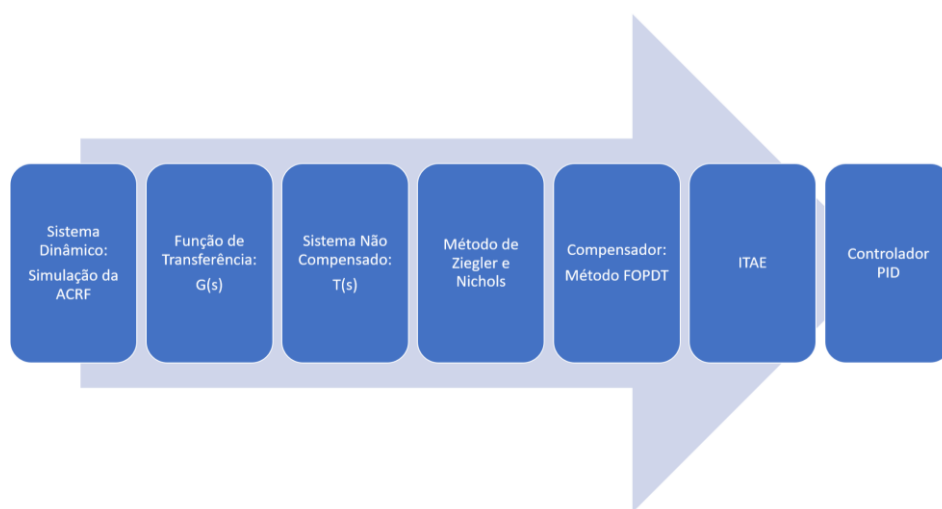 Sistema
Dinâmico:
Simulação da
ACRF
Função de
Transferência:
G(s)
Sistema Não
Compensado:
T(s)
Método de
Ziegler e
Nichols
Compensador:
Método FOPDT
ITAE
Controlador
PID